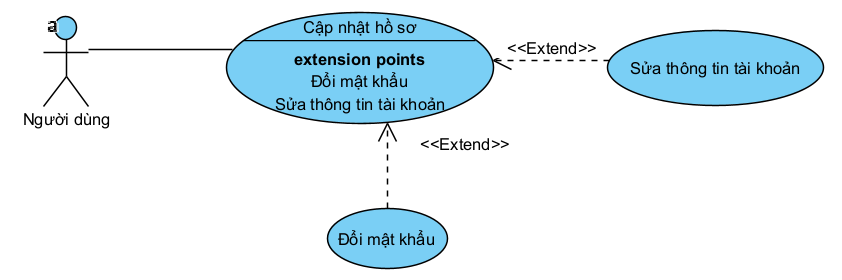 a
Người dùng
Cập nhật hồ sơ
extension points
Đổi mật khẩu
Sửa thông tin tài khoản
<<Extend>>
Sửa thông tin tài khoản
<<Extend>>
Đổi mật khẩu